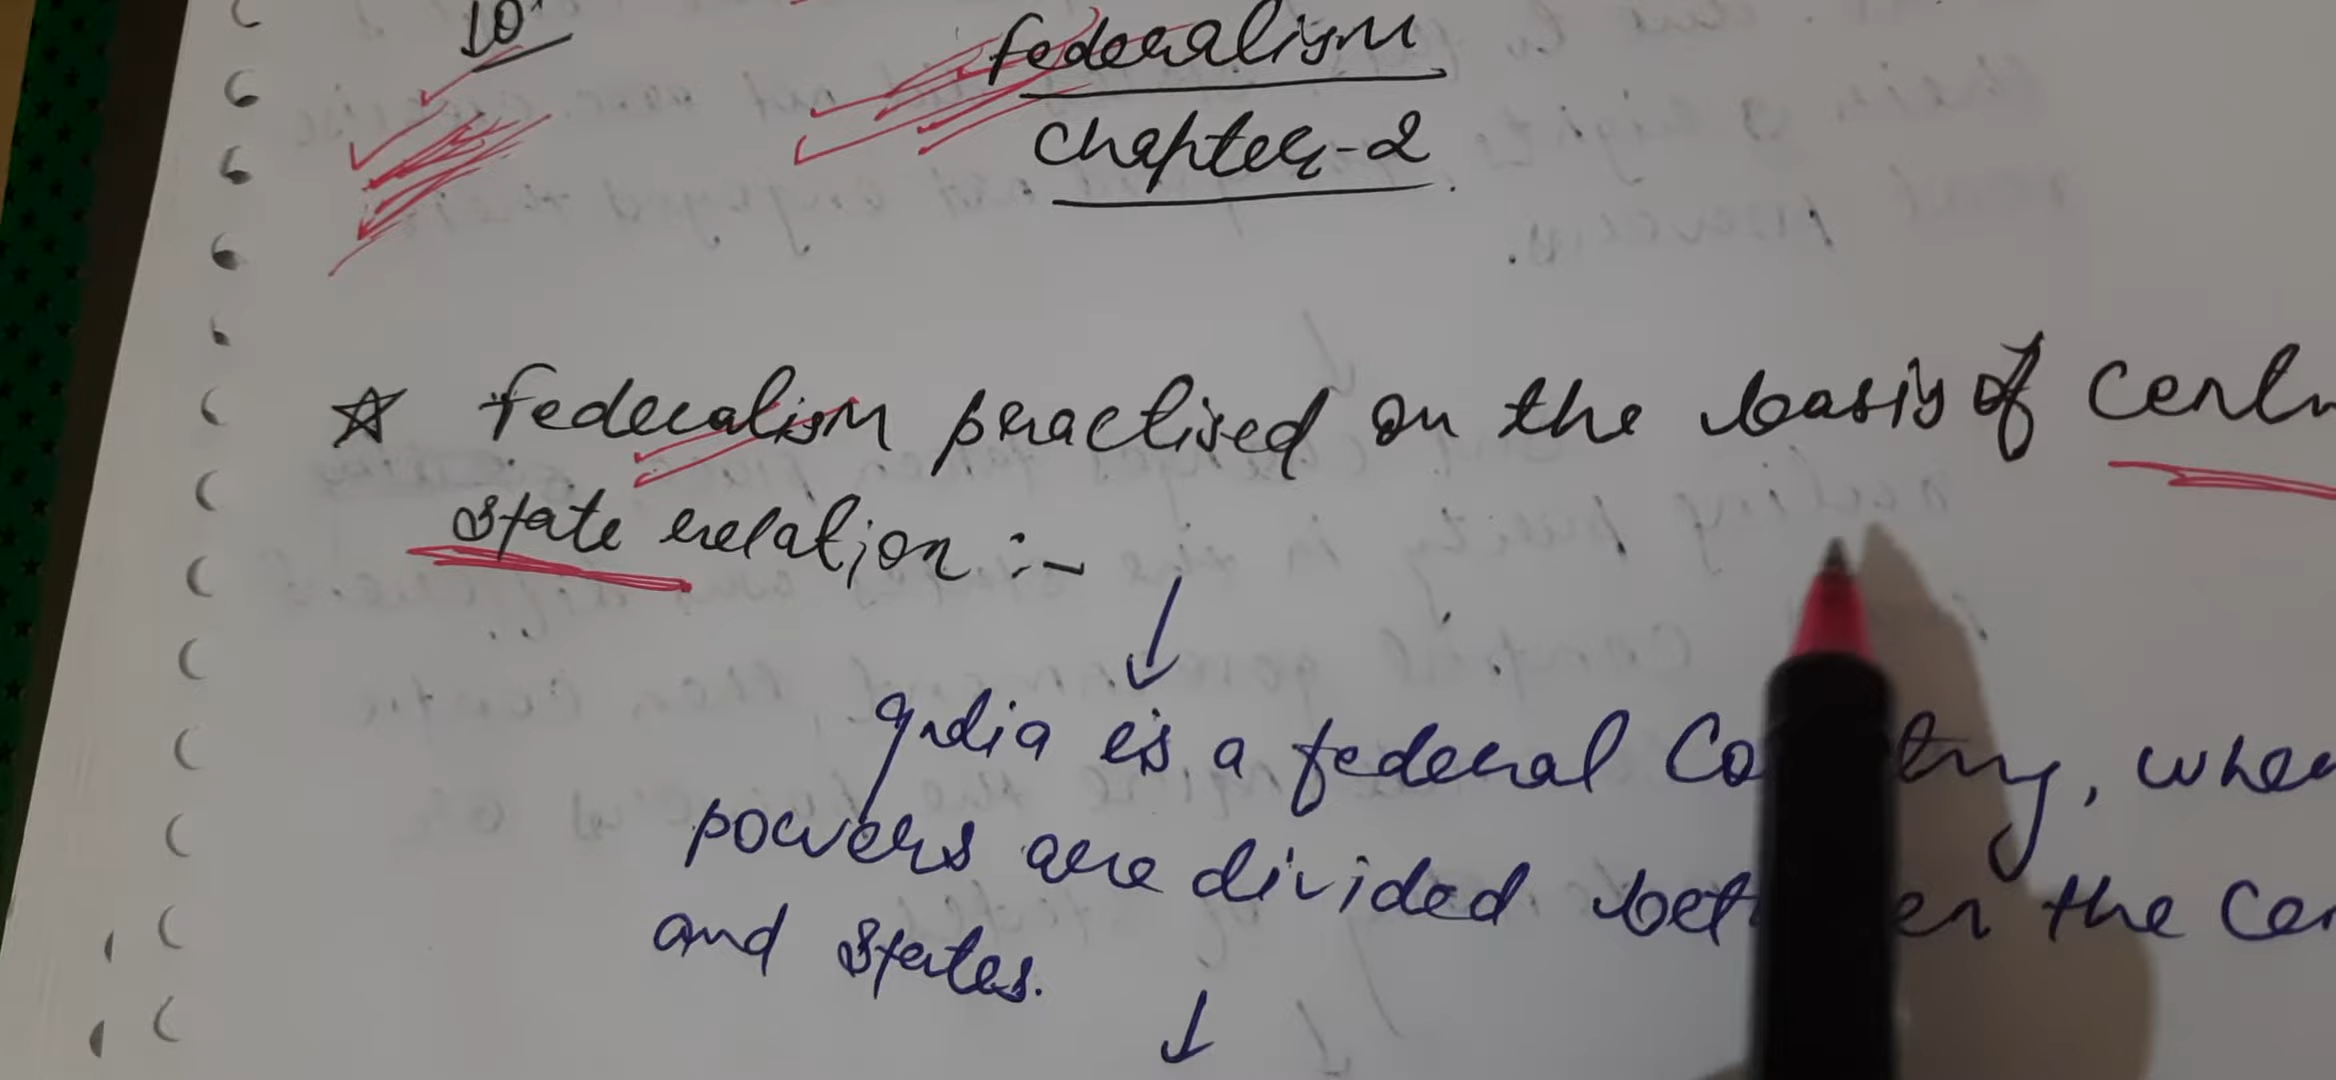 10
federalism
chapter-2
☆ federalism practised on the basis of
state relation :-
↓
India is a federal
powers are divided the
and states.
↓